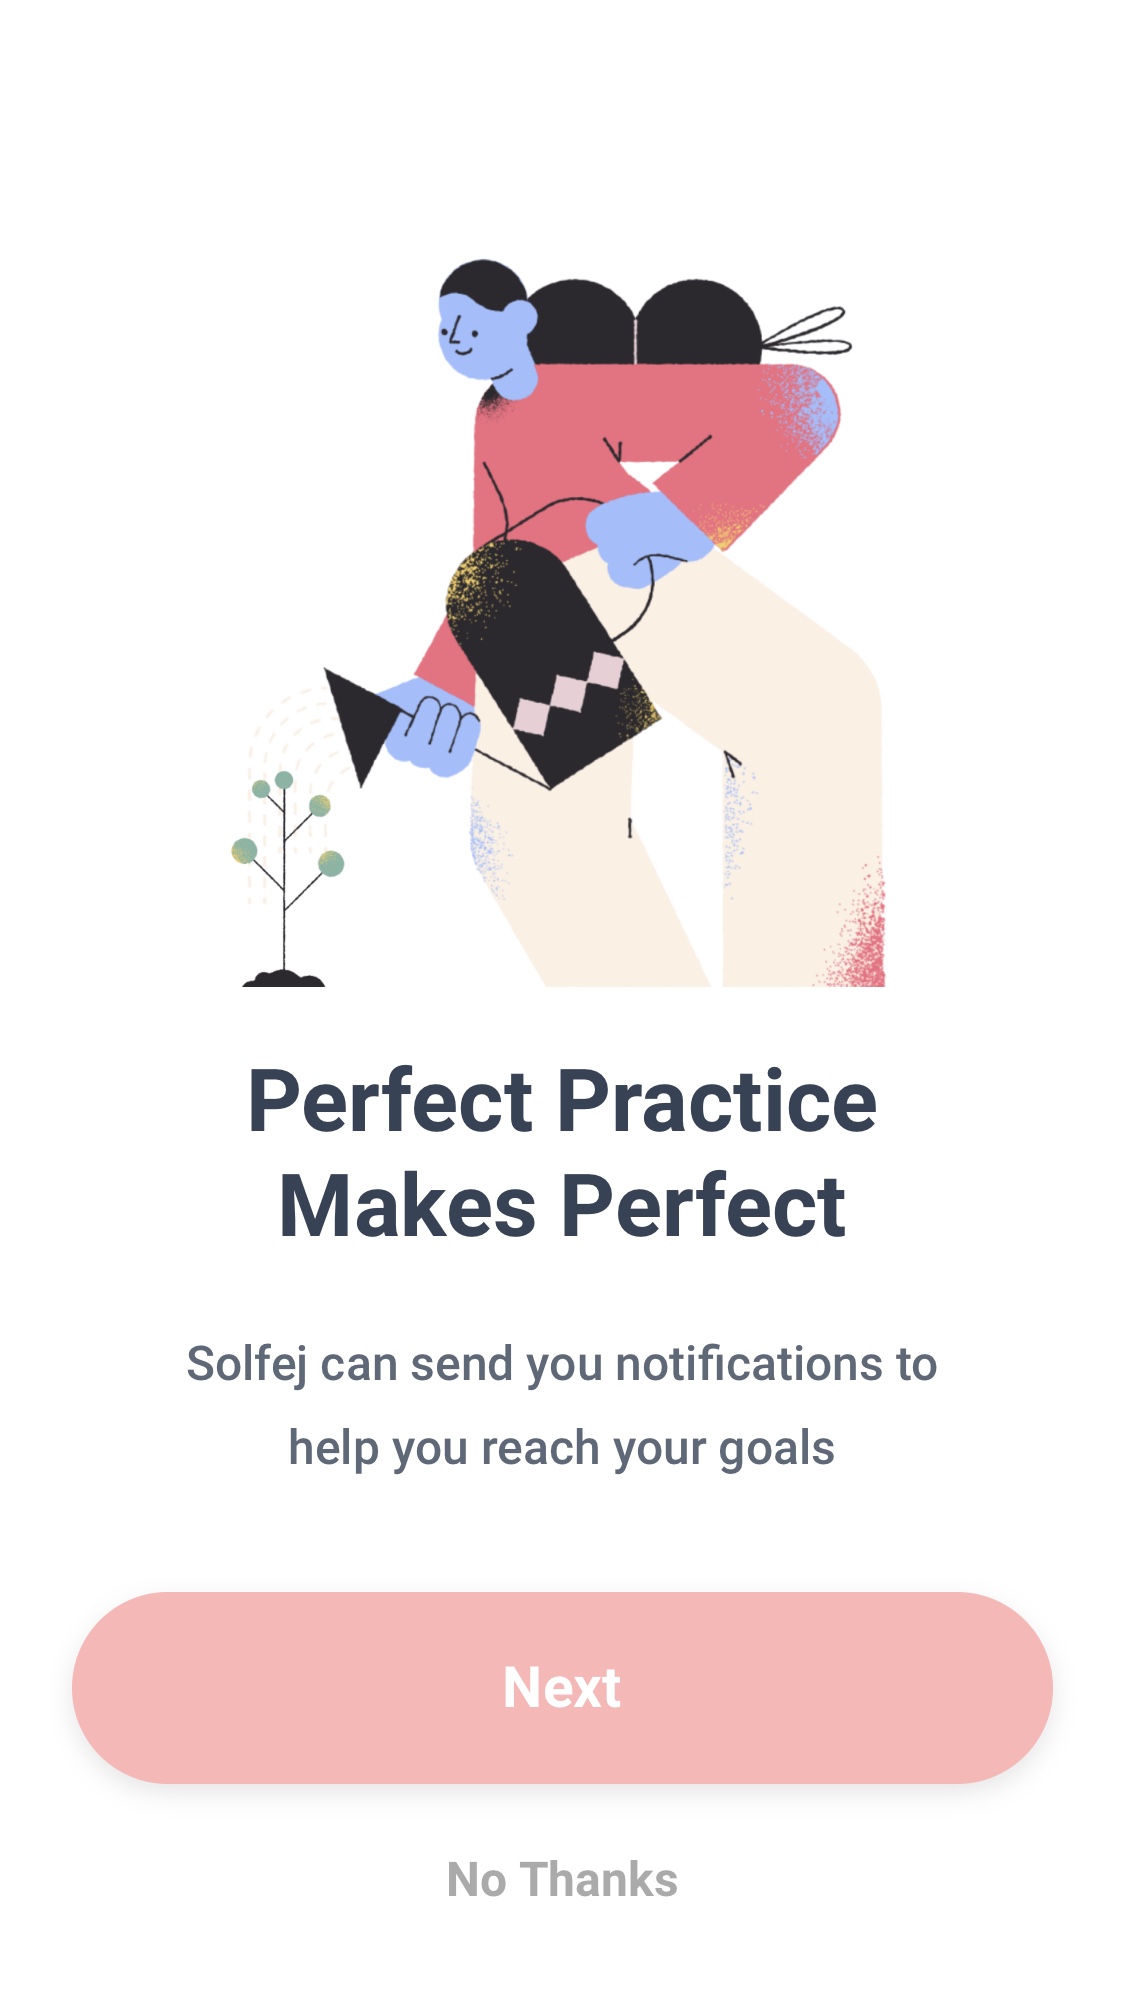 Perfect Practice
Makes Perfect
Solfej can send you notifications to
help you reach your goals
Next
No Thanks